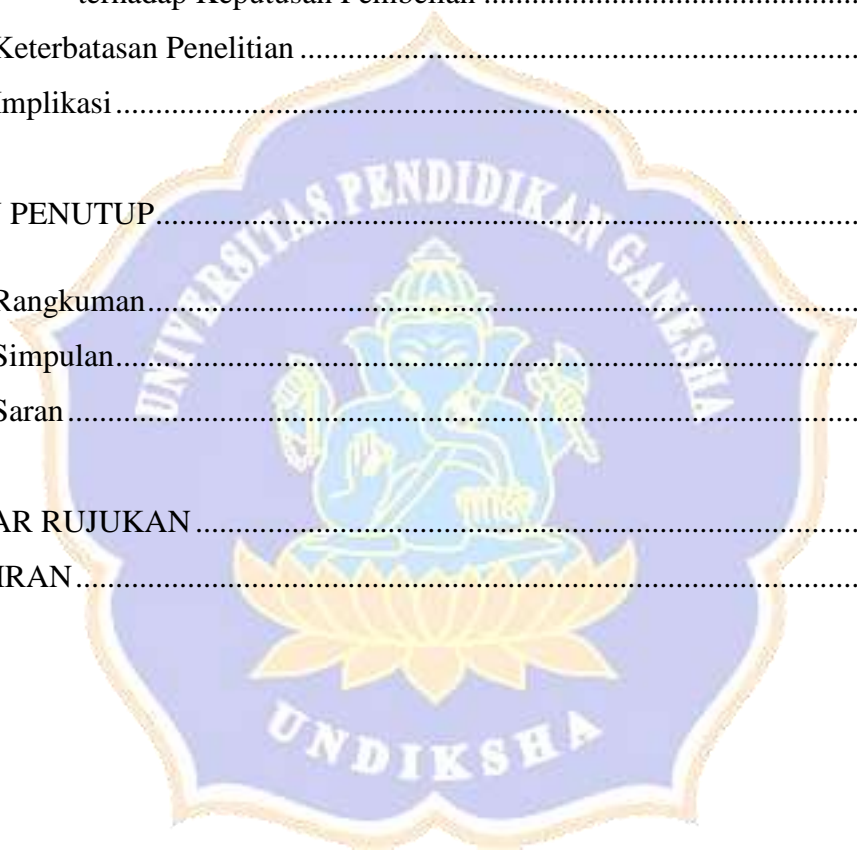 terhadap Keputusan Pembelian ........................................................
Keterbatasan Penelitian ........................................................
Implikasi ........................................................
PENUTUP ........................................................
Rangkuman ........................................................
Simpulan ........................................................
Saran ........................................................
AR RUJUKAN ........................................................
IRAN ........................................................
UNIVERSITAS PENDIDIKAN GANESHA
UNDIKSHA